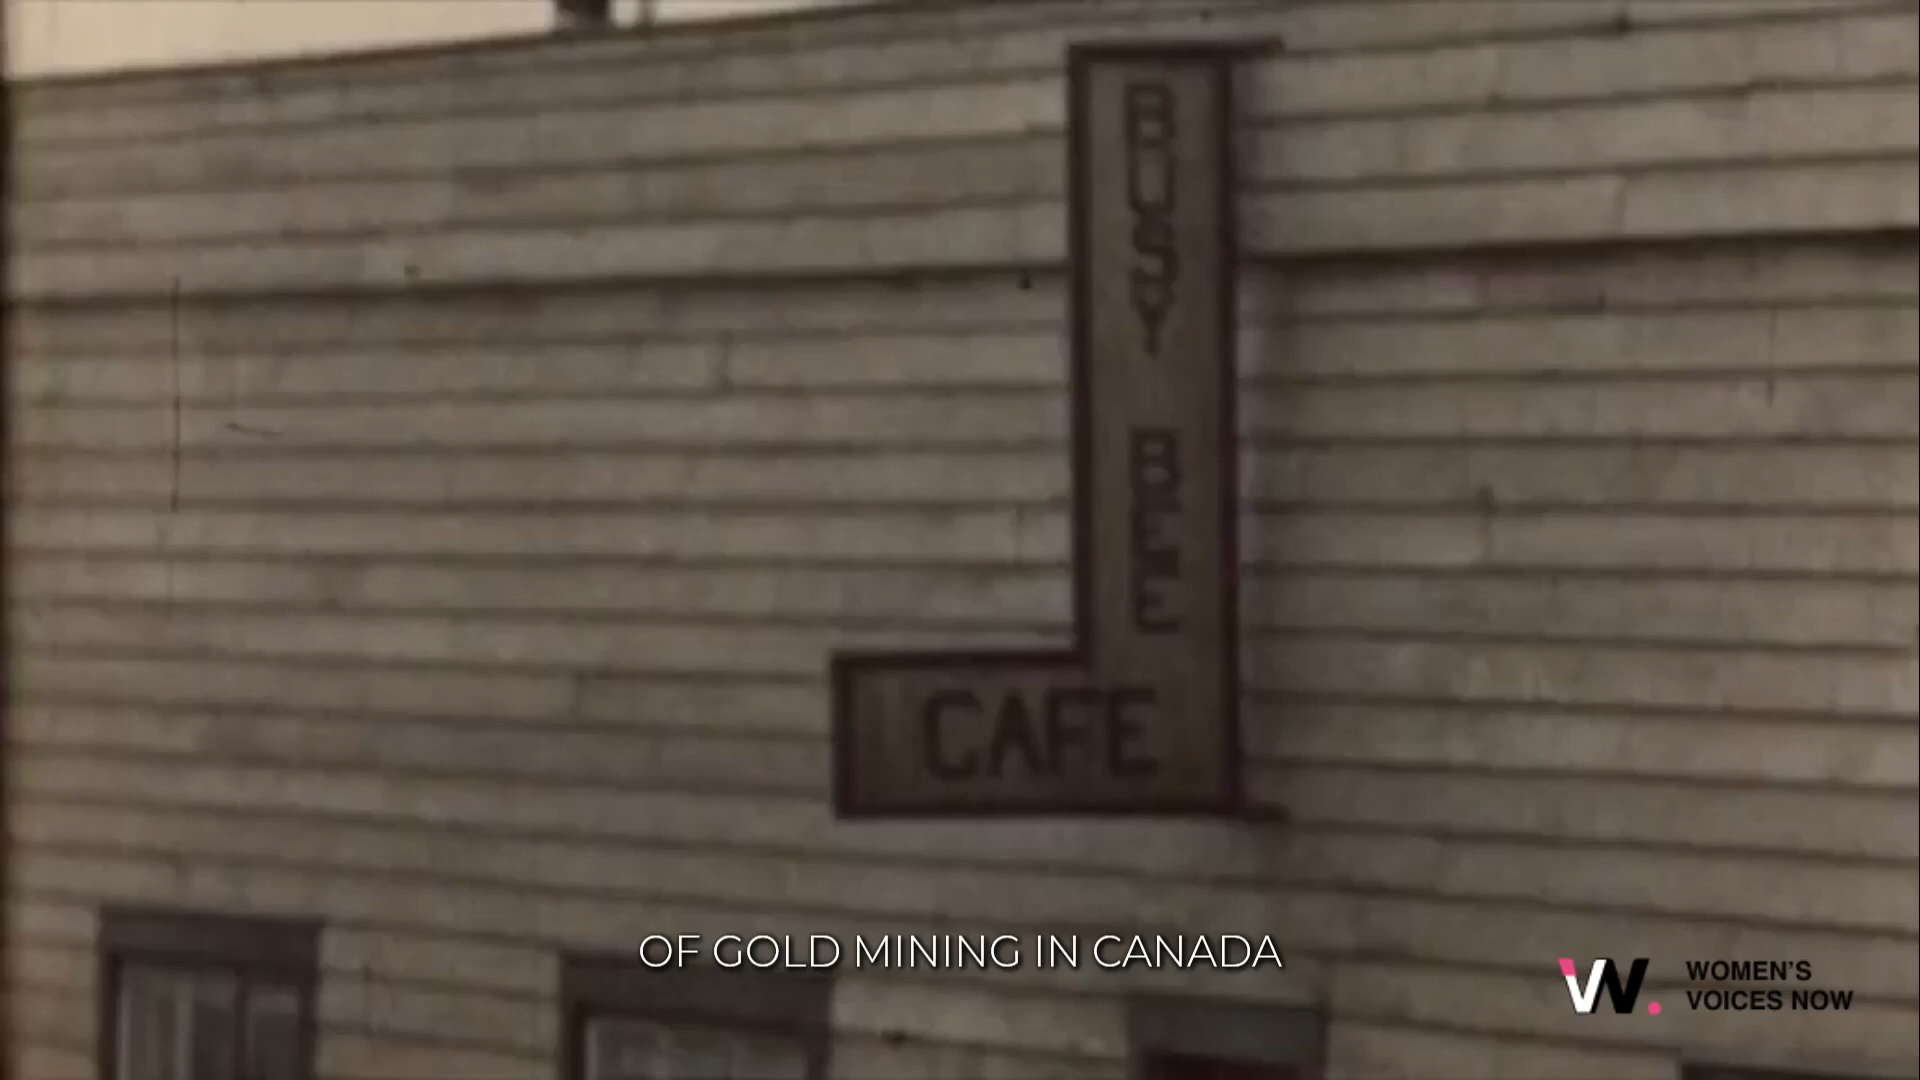 BUSY BEE
CAFE
OF GOLD MINING IN CANADA
WOMEN'S
VOICES NOW